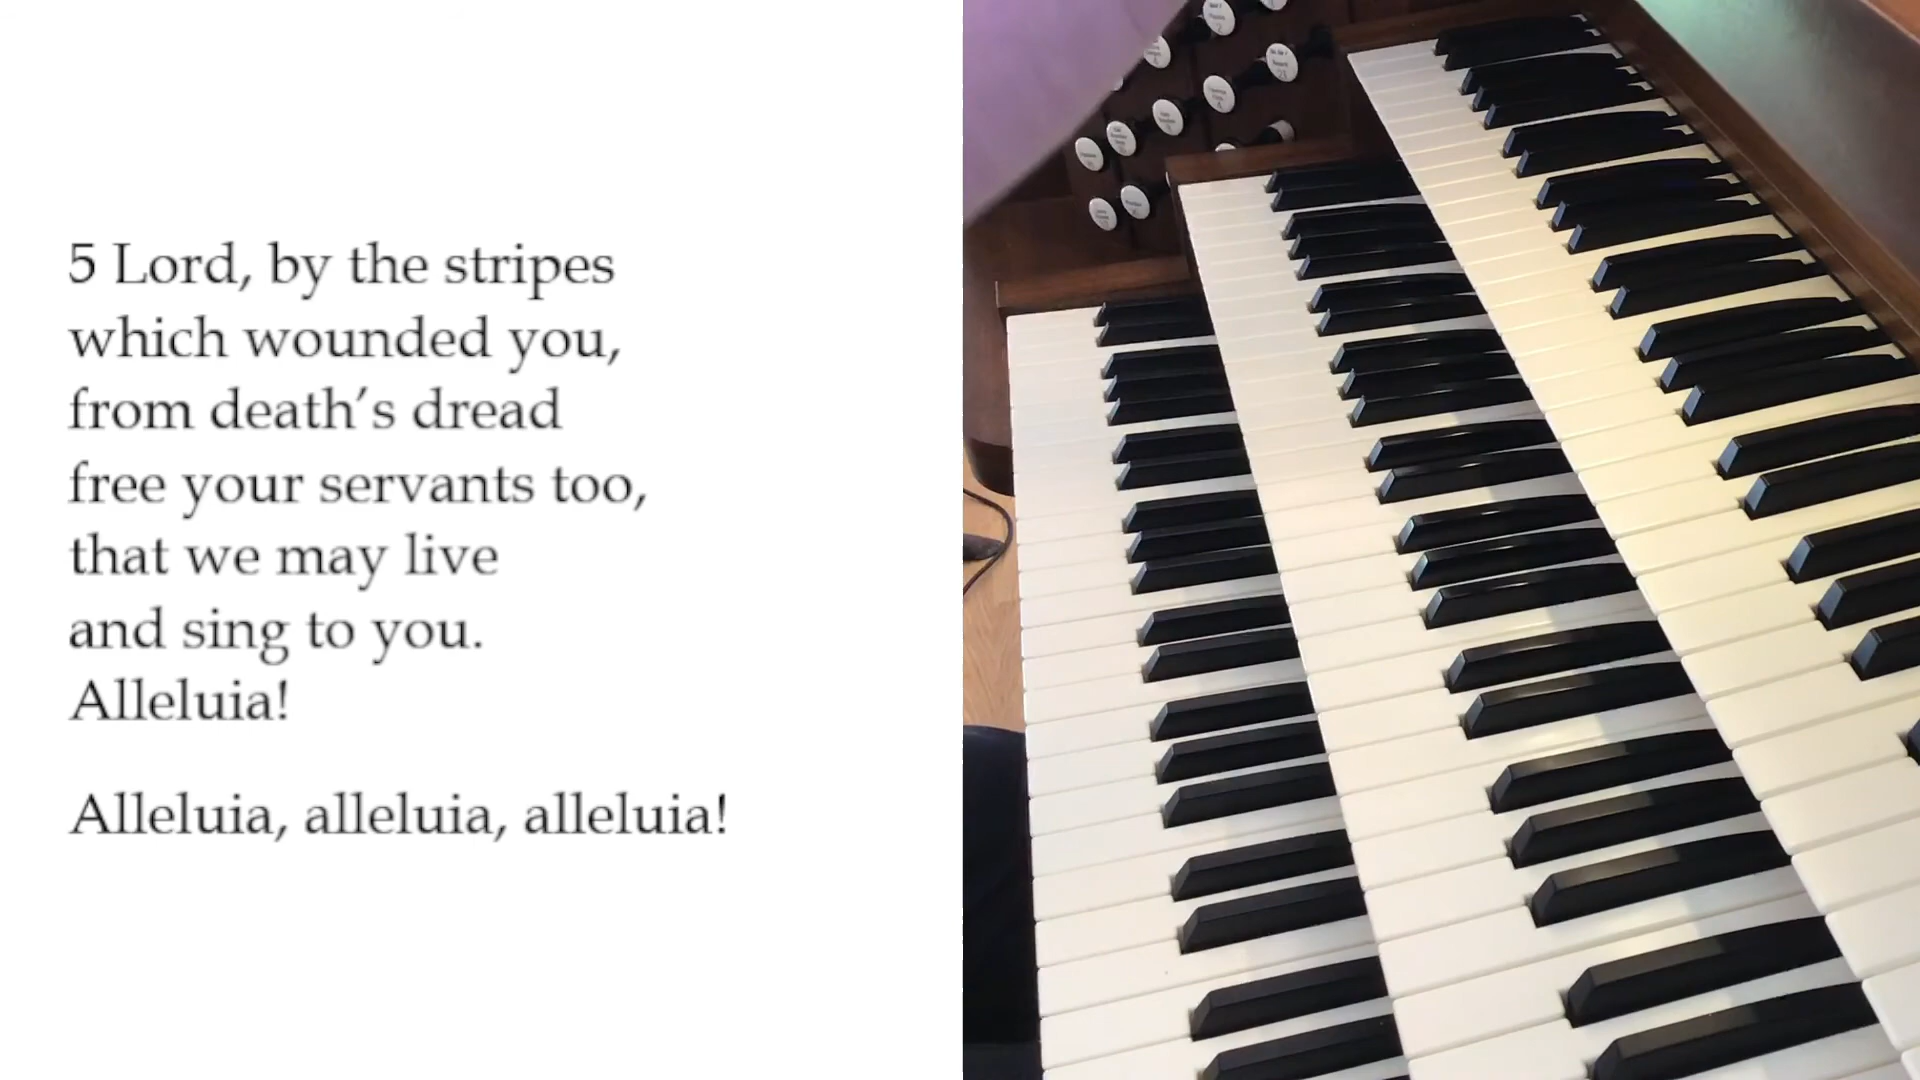 5 Lord, by the stripes
which wounded you,
from death’s dread
free your servants too,
that we may live
and sing to you.
Alleluia!
Alleluia, alleluia, alleluia!